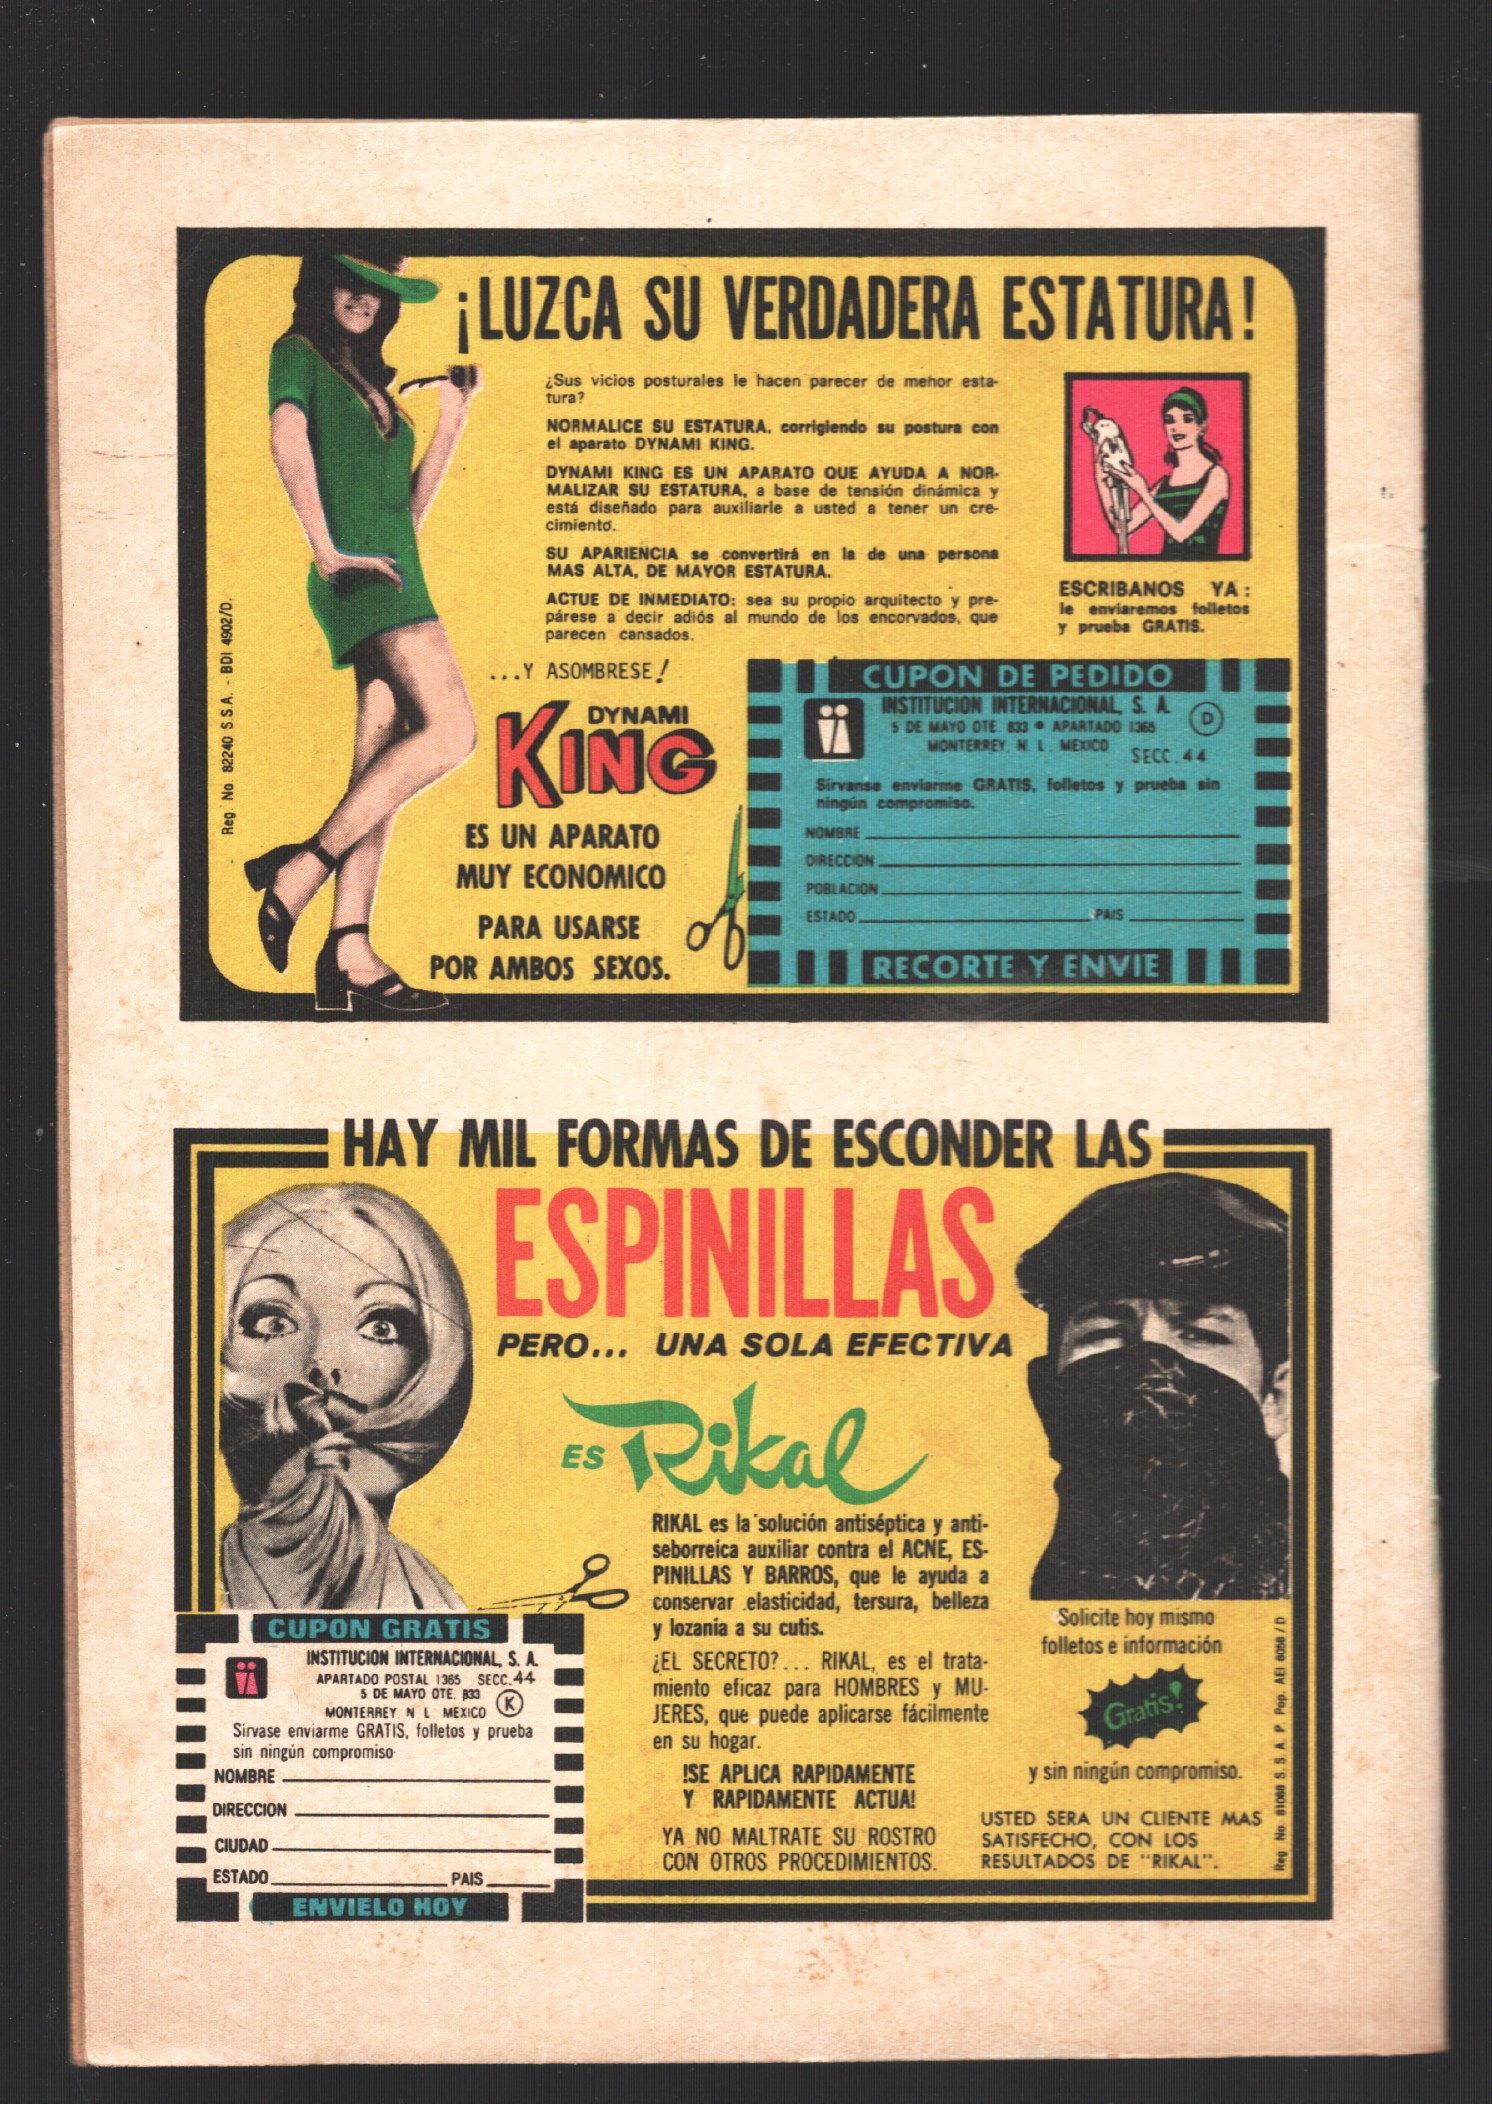 ¡LUZCA SU VERDADERA ESTATURA!
¿Sus vicios posturales le hacen parecer de mehor esta-
tura?
NORMALICE SU ESTATURA, corrigiendo su postura con
el aparato DYNAMI KING.
DYNAMI KING ES UN APARATO QUE AYUDA A NOR-
MALIZAR SU ESTATURA, a base de tensión dinámica y
está diseñado para auxiliarle a usted a tener un cre-
cimiento.
SU APARIENCIA se convertirá en la de una persona
MAS ALTA, DE MAYOR ESTATURA.
ACTUE DE INMEDIATO: sea su propio arquitecto y pre-
párese a decir adiós al mundo de los encorvados, que
parecen cansados.
...Y ASOMBRESE!
DYNAMI
KING
ES UN APARATO
MUY ECONOMICO
PARA USARSE
POR AMBOS SEXOS.
Reg. No. 82240 S.S.A. - BDI 4902/D.
ESCRIBANOS YA:
le enviaremos folletos
y prueba GRATIS.
CUPON DE PEDIDO
INSTITUCION INTERNACIONAL, S. A.
5 DE MAYO OTE. 833 • APARTADO 1365
D
MONTERREY, N. L. MEXICO SECC. 44
Sírvanse enviarme GRATIS, folletos y prueba sin
ningún compromiso.
NOMBRE
DIRECCION
POBLACION
ESTADO PAIS
RECORTE Y ENVIE
HAY MIL FORMAS DE ESCONDER LAS
ESPINILLAS
PERO... UNA SOLA EFECTIVA
ES Rikal
RIKAL es la solución antiséptica y anti-
seborreica auxiliar contra el ACNE, ES-
PINILLAS Y BARROS, que le ayuda a
conservar elasticidad, tersura, belleza
y lozanía a su cutis.
¿EL SECRETO?... RIKAL, es el trata-
miento eficaz para HOMBRES y MU-
JERES, que puede aplicarse fácilmente
en su hogar.
!SE APLICA RAPIDAMENTE
Y RAPIDAMENTE ACTUA!
YA NO MALTRATE SU ROSTRO
CON OTROS PROCEDIMIENTOS.
CUPON GRATIS
INSTITUCION INTERNACIONAL, S. A.
APARTADO POSTAL 1365 SECC. 44
5 DE MAYO OTE. 833
K
MONTERREY N L MEXICO
Sirvase enviarme GRATIS, folletos y prueba
sin ningún compromiso
NOMBRE
DIRECCION
CIUDAD
ESTADO PAIS
ENVIELO HOY
Solicite hoy mismo
folletos e información
Gratis!
y sin ningún compromiso.
USTED SERA UN CLIENTE MAS
SATISFECHO, CON LOS
RESULTADOS DE "RIKAL".
Reg No. 81068 S. S. A. P. Pop. AEI 6058/D